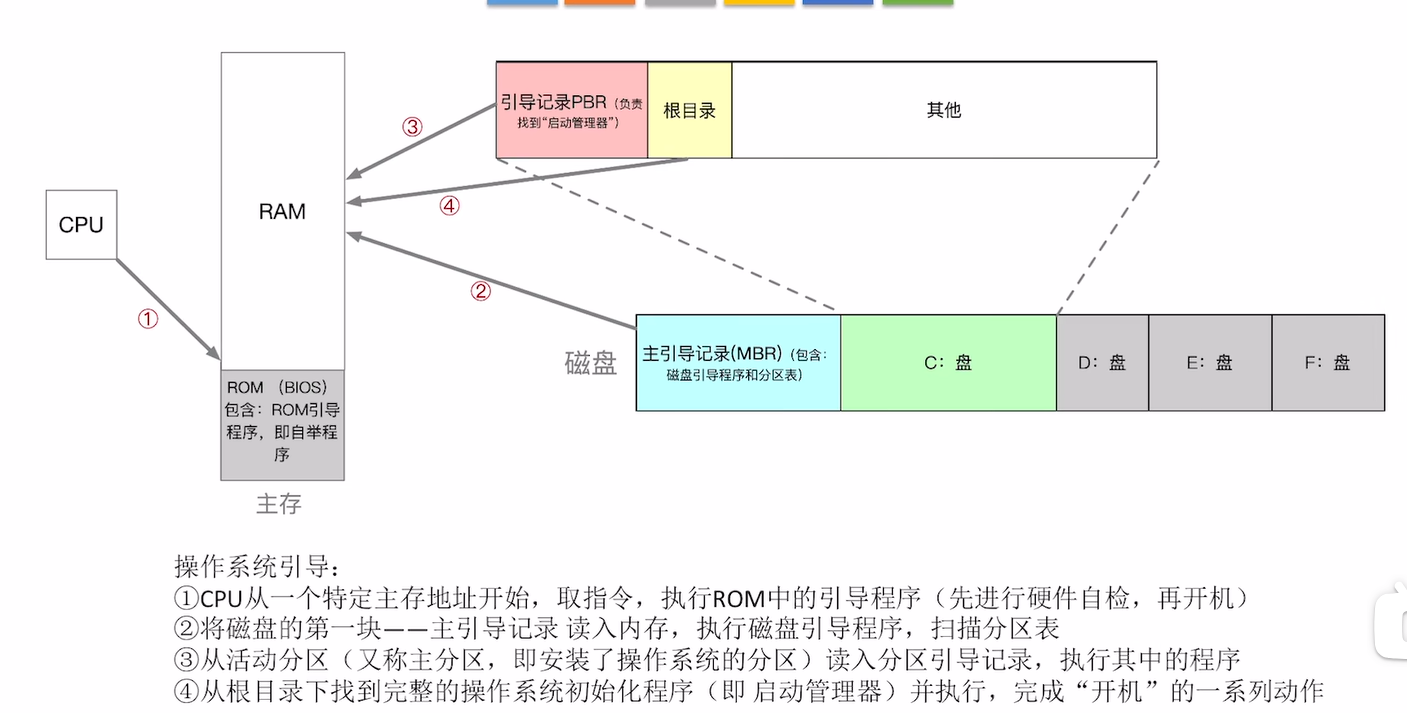 引导记录PBR（负责
找到“启动管理器”）
根目录
其他
③
RAM
④
CPU
②
①
磁盘
主引导记录(MBR)（包含：
磁盘引导程序和分区表）
C：盘
D：盘
E：盘
F：盘
ROM （BIOS）
包含：ROM引导
程序，即自举程
序
主存
操作系统引导：
①CPU从一个特定主存地址开始，取指令，执行ROM中的引导程序（先进行硬件自检，再开机）
②将磁盘的第一块——主引导记录 读入内存，执行磁盘引导程序，扫描分区表
③从活动分区（又称主分区，即安装了操作系统的分区）读入分区引导记录，执行其中的程序
④从根目录下找到完整的操作系统初始化程序（即 启动管理器）并执行，完成“开机”的一系列动作